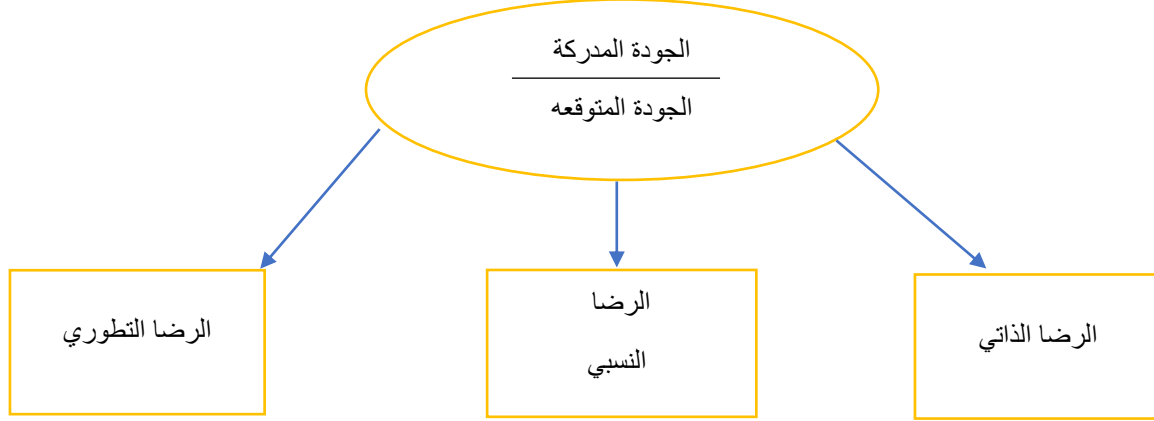 الجودة المدركة
الجودة المتوقعه
الرضا الذاتي
الرضا
النسبي
الرضا التطوري